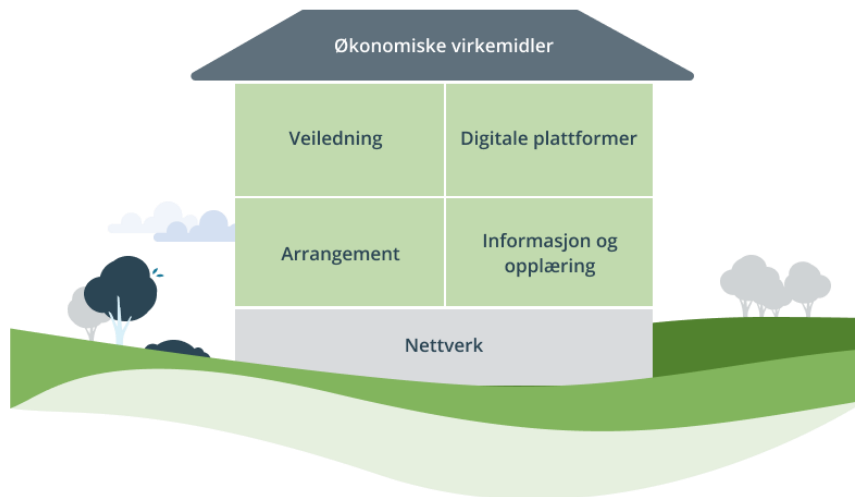 Økonomiske virkemidler
Veiledning
Digitale plattformer
Arrangement
Informasjon og
opplæring
Nettverk